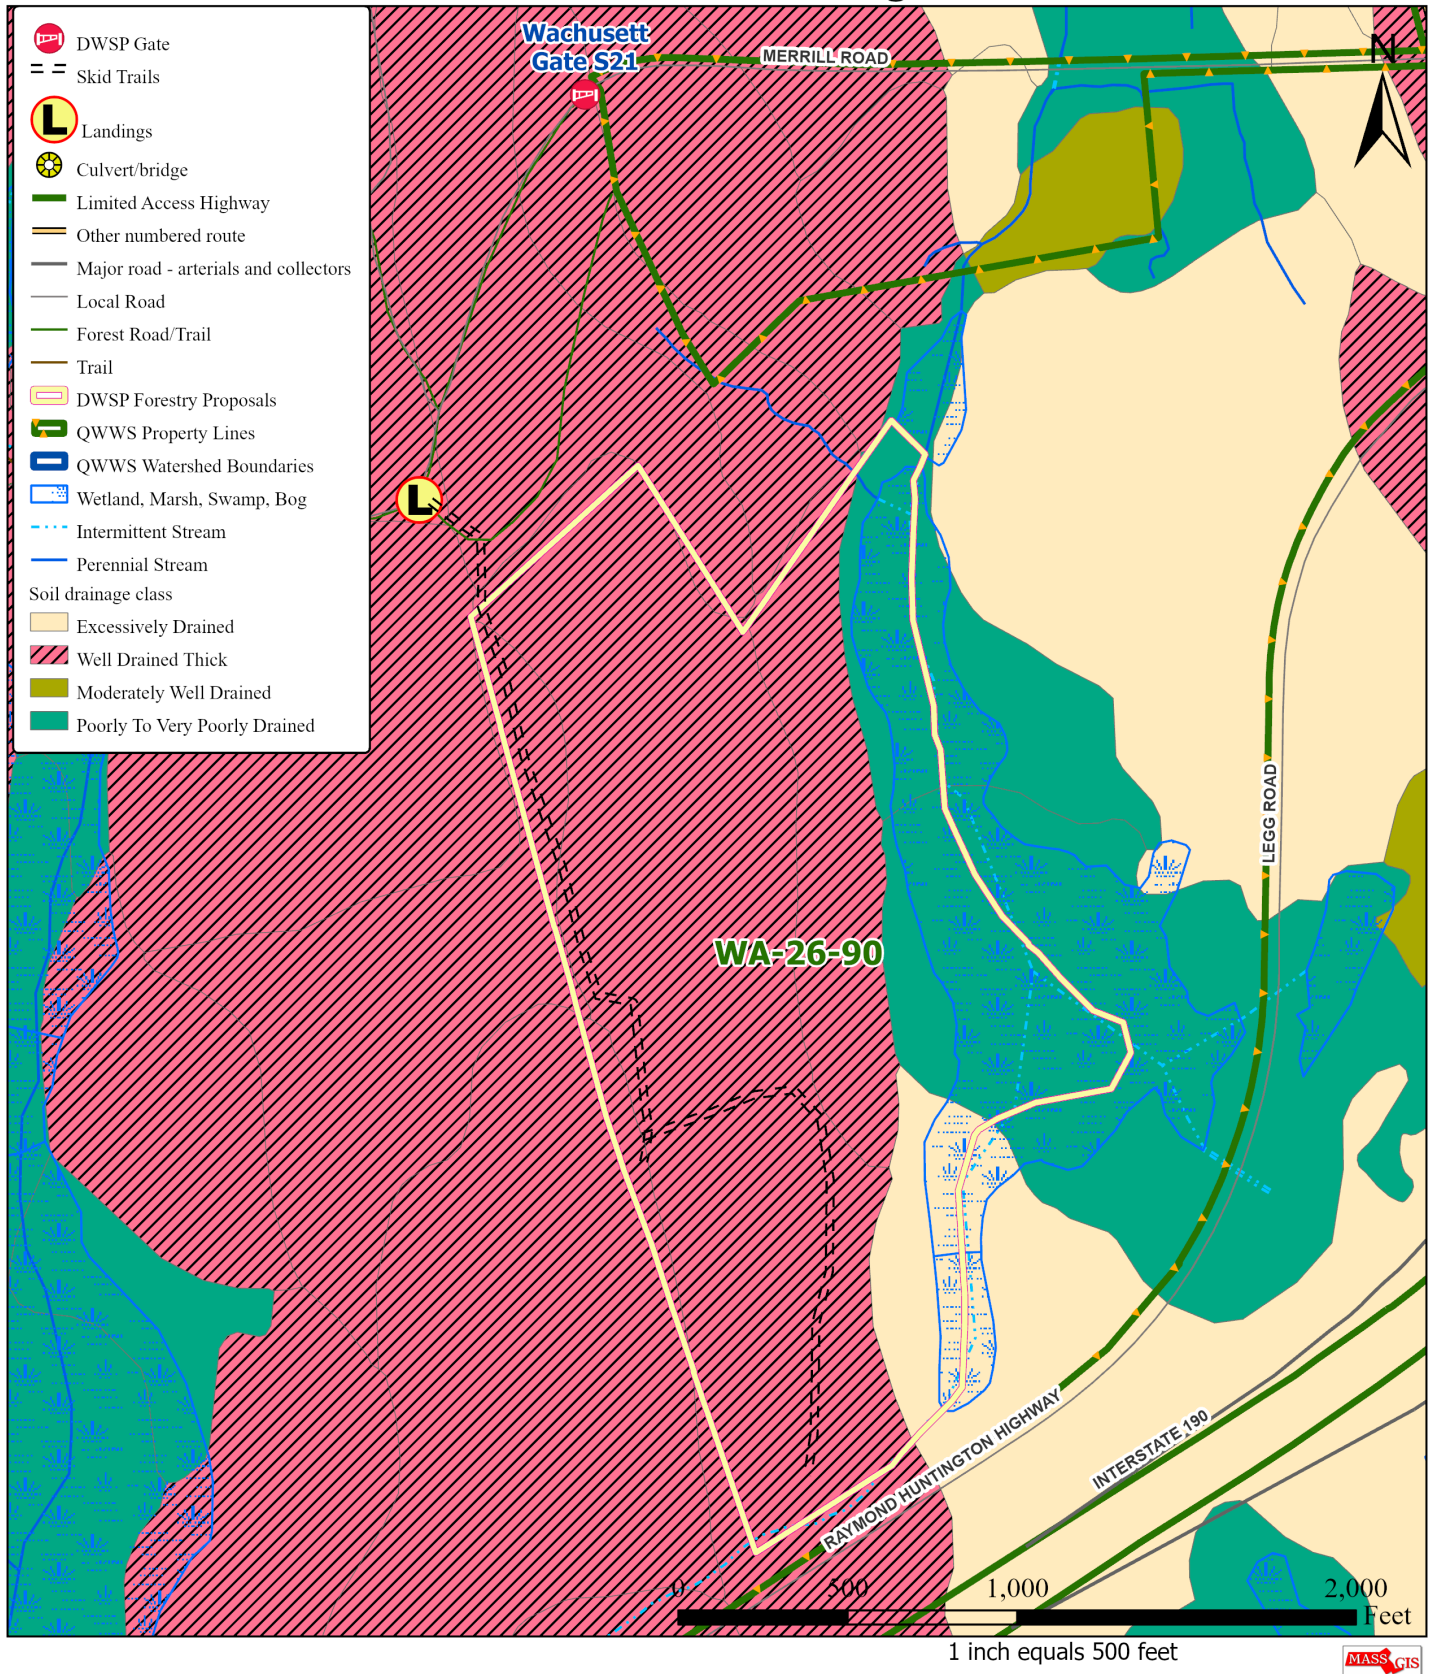 Wachusett
Gate S21
MERRILL ROAD
N
DWSP Gate
Skid Trails
L
Landings
Culvert/bridge
Limited Access Highway
Other numbered route
Major road - arterials and collectors
Local Road
Forest Road/Trail
Trail
DWSP Forestry Proposals
QWWS Property Lines
QWWS Watershed Boundaries
Wetland, Marsh, Swamp, Bog
Intermittent Stream
Perennial Stream
Soil drainage class
Excessively Drained
Well Drained Thick
Moderately Well Drained
Poorly To Very Poorly Drained
L
LEGG ROAD
WA-26-90
RAYMOND HUNTINGTON HIGHWAY
INTERSTATE 190
0 500 1,000 2,000
Feet
1 inch equals 500 feet
MASSGIS